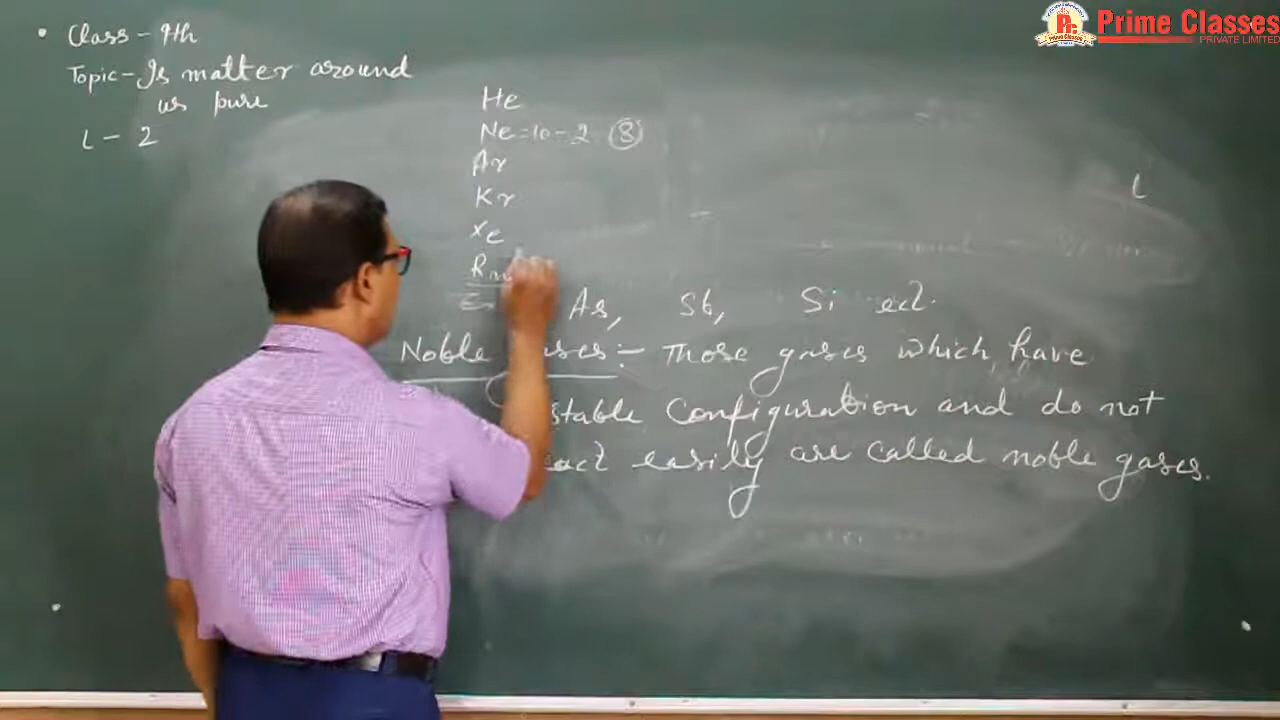 Prime Classes
PRIVATE LIMITED
Class - 9th
Topic - Is matter around
us pure
L - 2
He
Ne = 10 - 2 8
Ar
Kr
Xe
Rn
As, Sb, Si ect.
Noble ases :- Those gases which have
stable Configuration and do not
act easily are called noble gases.
L